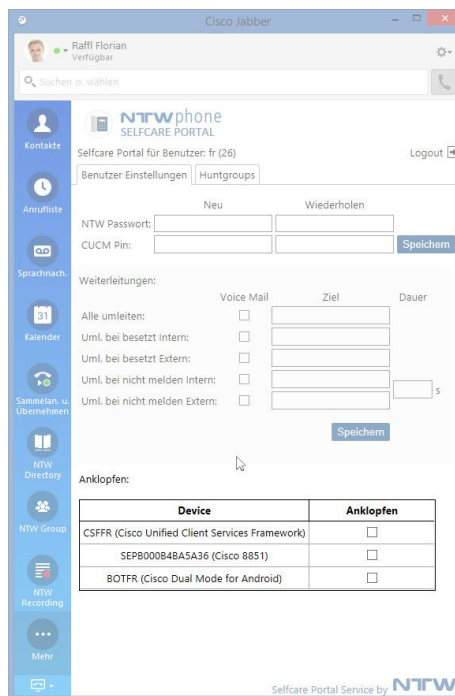 Cisco Jabber
Raffl Florian
Verfügbar
Suchen o. wählen
NTW phone
SELFCARE PORTAL
Kontakte
Selfcare Portal für Benutzer: fr (26) Logout
Benutzer Einstellungen Huntgroups
Anrufliste
Neu Wiederholen
NTW Passwort:
CUCM Pin: Speichern
Sprachnach.
Weiterleitungen:
Voice Mail Ziel Dauer
31
Alle umleiten:
Kalender
Uml. bei besetzt Intern:
Uml. bei besetzt Extern:
Uml. bei nicht melden Intern:
s
Uml. bei nicht melden Extern:
Sammelan. u.
Übernehmen
Speichern
NTW
Directory
Anklopfen:
Device Anklopfen
NTW Group
CSFFR (Cisco Unified Client Services Framework)
SEPB000B4BA5A36 (Cisco 8851)
BOTFR (Cisco Dual Mode for Android)
NTW
Recording
Mehr
Selfcare Portal Service by NTW